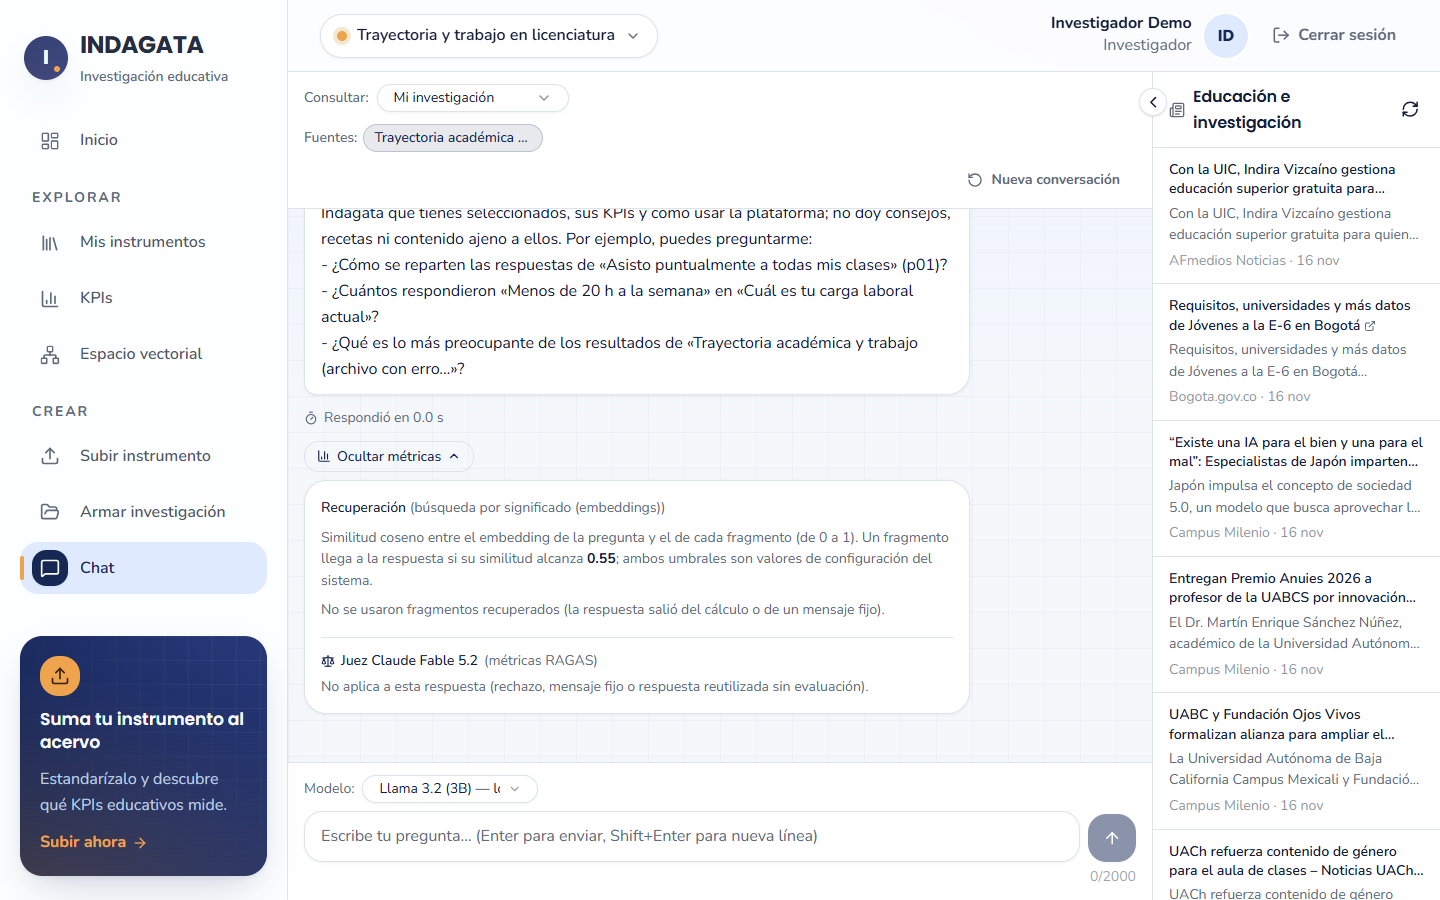 I
INDAGATA
Investigación educativa
Inicio
EXPLORAR
Mis instrumentos
KPIs
Espacio vectorial
CREAR
Subir instrumento
Armar investigación
Chat
Suma tu instrumento al
acervo
Estandarízalo y descubre
qué KPIs educativos mide.
Subir ahora →
Trayectoria y trabajo en licenciatura
Investigador Demo
Investigador
ID
Cerrar sesión
Consultar:
Mi investigación
Fuentes:
Trayectoria académica ...
Nueva conversación
Indagata que tienes seleccionados, sus KPIs y cómo usar la plataforma; no doy consejos,
recetas ni contenido ajeno a ellos. Por ejemplo, puedes preguntarme:
- ¿Cómo se reparten las respuestas de «Asisto puntualmente a todas mis clases» (p01)?
- ¿Cuántos respondieron «Menos de 20 h a la semana» en «Cuál es tu carga laboral
actual»?
- ¿Qué es lo más preocupante de los resultados de «Trayectoria académica y trabajo
(archivo con erro...»?
Respondió en 0.0 s
Ocultar métricas
Recuperación (búsqueda por significado (embeddings))
Similitud coseno entre el embedding de la pregunta y el de cada fragmento (de 0 a 1). Un fragmento
llega a la respuesta si su similitud alcanza 0.55; ambos umbrales son valores de configuración del
sistema.
No se usaron fragmentos recuperados (la respuesta salió del cálculo o de un mensaje fijo).
Juez Claude Fable 5.2 (métricas RAGAS)
No aplica a esta respuesta (rechazo, mensaje fijo o respuesta reutilizada sin evaluación).
Modelo:
Llama 3.2 (3B) — lo
Escribe tu pregunta... (Enter para enviar, Shift+Enter para nueva línea)
0/2000
Educación e
investigación
Con la UIC, Indira Vizcaíno gestiona
educación superior gratuita para...
Con la UIC, Indira Vizcaíno gestiona
educación superior gratuita para quien...
AFmedios Noticias · 16 nov
Requisitos, universidades y más datos
de Jóvenes a la E-6 en Bogotá
Requisitos, universidades y más datos
de Jóvenes a la E-6 en Bogotá...
Bogota.gov.co · 16 nov
“Existe una IA para el bien y una para el
mal”: Especialistas de Japón imparten...
Japón impulsa el concepto de sociedad
5.0, un modelo que busca aprovechar l...
Campus Milenio · 16 nov
Entregan Premio Anuies 2026 a
profesor de la UABCS por innovación...
El Dr. Martín Enrique Sánchez Núñez,
académico de la Universidad Autónom...
Campus Milenio · 16 nov
UABC y Fundación Ojos Vivos
formalizan alianza para ampliar el...
La Universidad Autónoma de Baja
California Campus Mexicali y Fundació...
Campus Milenio · 16 nov
UACh refuerza contenido de género
para el aula de clases – Noticias UACh...
UACh refuerza contenido de género